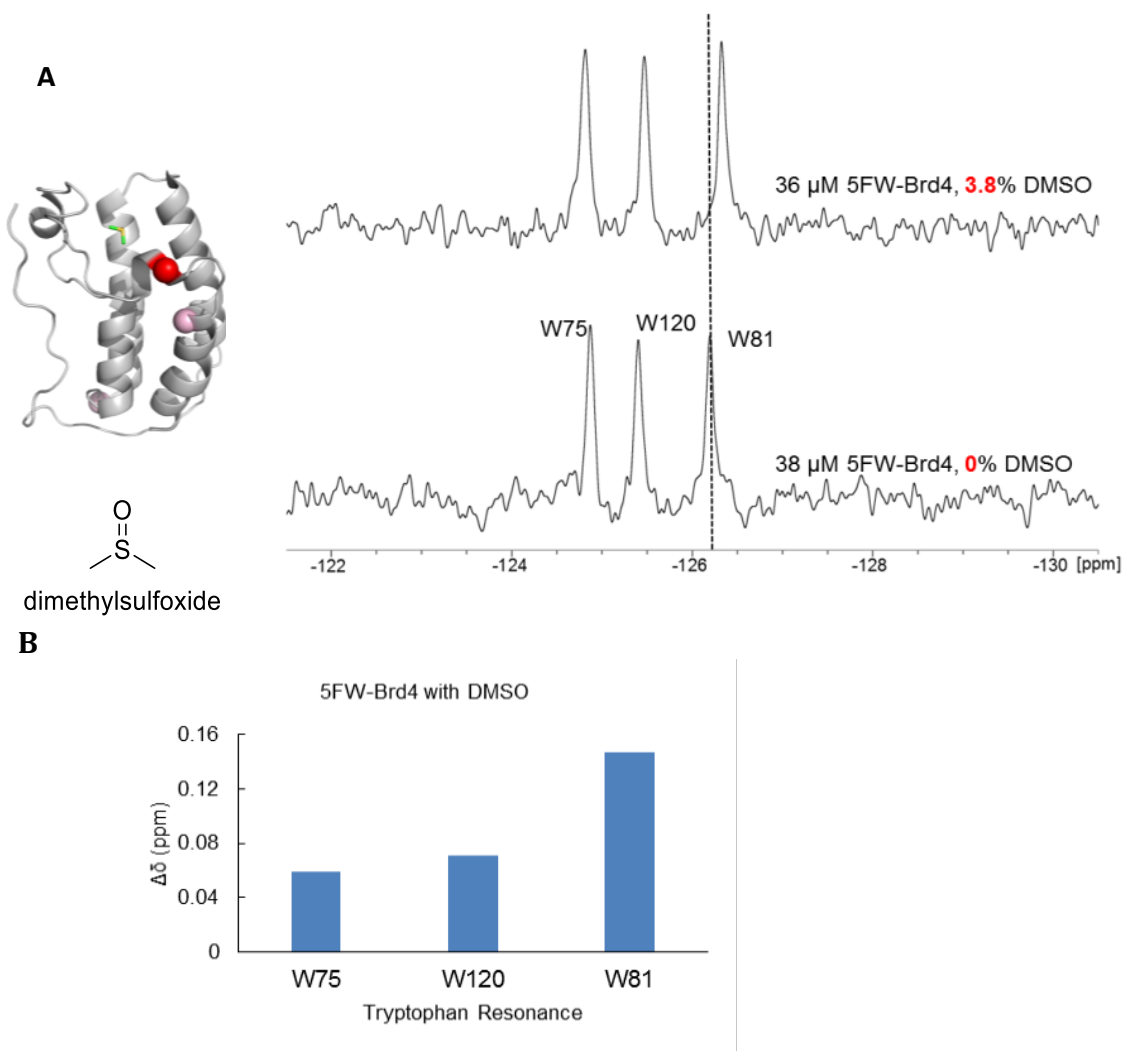 A
36 µM 5FW-Brd4, 3.8% DMSO
W75
W120
W81
38 µM 5FW-Brd4, 0% DMSO
-122
-124
-126
-128
-130
[ppm]
O
S
dimethylsulfoxide
B
5FW-Brd4 with DMSO
0.16
0.12
0.08
0.04
0
Δδ (ppm)
W75
W120
W81
Tryptophan Resonance